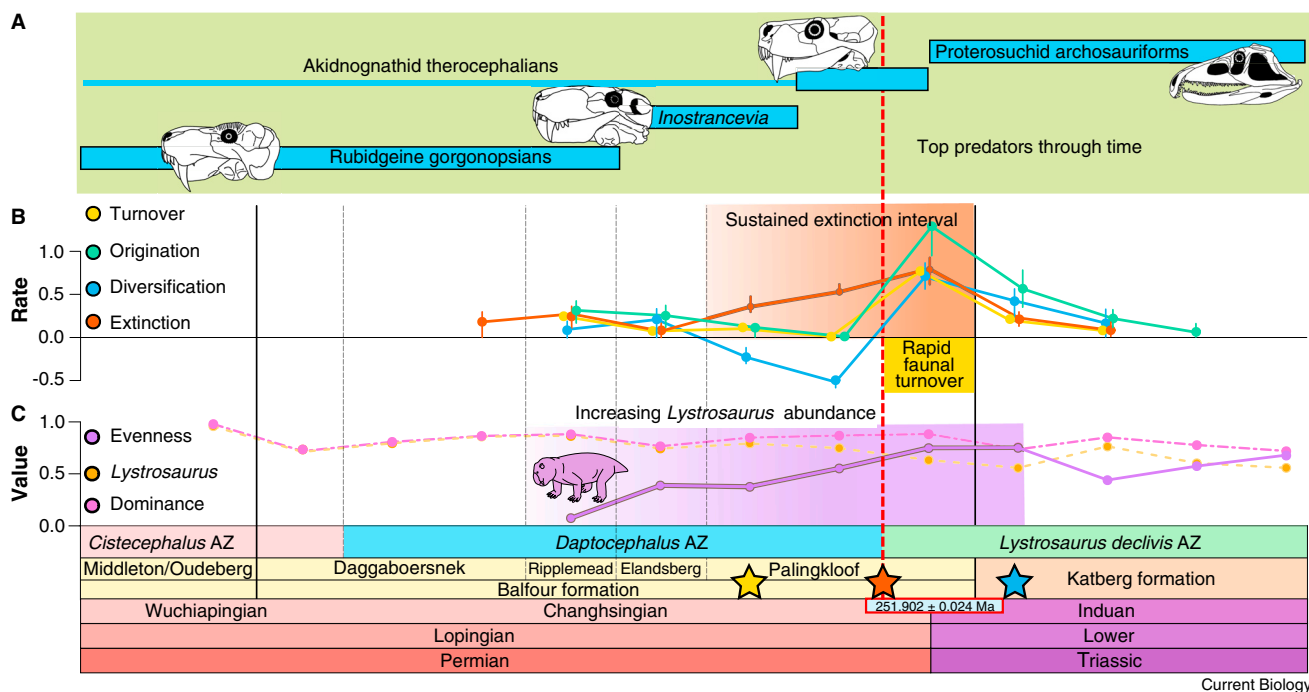 A
Akidnognathid therocephalians
Proterosuchid archosauriforms
Inostrancevia
Rubidgeine gorgonopsians
Top predators through time
B
Turnover
Origination
Diversification
Extinction
Rate
1.0
0.5
0.0
-0.5
Sustained extinction interval
Rapid
faunal
turnover
C
Evenness
Lystrosaurus
Dominance
Value
1.0
0.5
0.0
Increasing Lystrosaurus abundance
Cistecephalus AZ
Daptocephalus AZ
Lystrosaurus declivis AZ
Middleton/Oudeberg
Daggaboersnek
Ripplemead
Elandsberg
Palingkloof
Katberg formation
Balfour formation
Wuchiapingian
Changhsingian
251.902 ± 0.024 Ma
Induan
Lopingian
Lower
Permian
Triassic
Current Biology